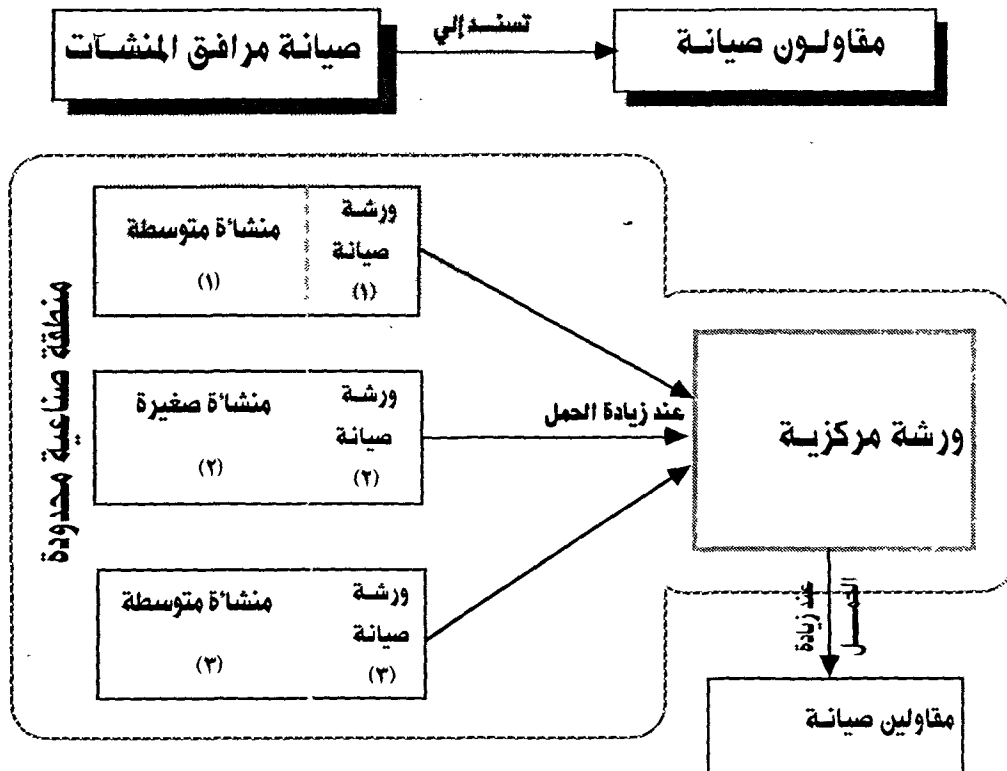 صيانة مرافق المنشآت
تسند إلي
مقاولون صيانة
منطقة صناعية محدودة
ورشة
صيانة
(١)
منشأة متوسطة
(١)
ورشة
صيانة
(٢)
منشأة صغيرة
(٢)
ورشة
صيانة
(٣)
منشأة متوسطة
(٣)
عند زيادة الحمل
ورشة مركزية
عند زيادة
الحمل
مقاولين صيانة